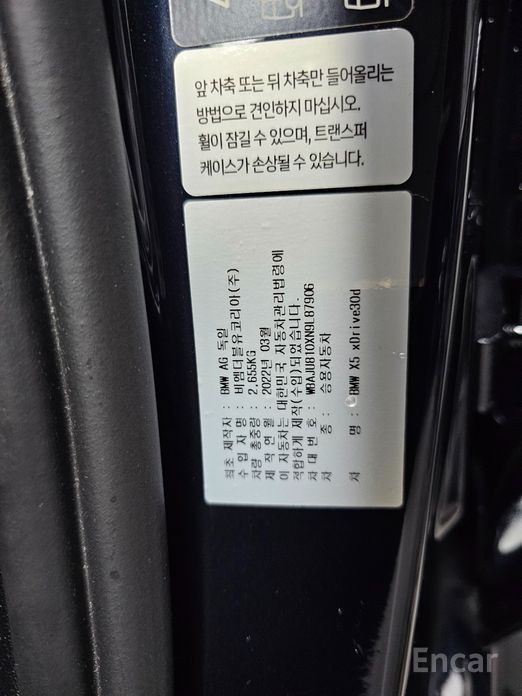 앞 차축 또는 뒤 차축만 들어올리는
방법으로 견인하지 마십시오.
휠이 잠길 수 있으며, 트랜스퍼
케이스가 손상될 수 있습니다.
최초 제작자 : BMW AG 독일
수 입 자 명 : 비엠더블유코리아(주)
차량 총중량 : 2,655KG
제 작 연 월 : 2022년 03월
이 자동차는 대한민국 자동차관리법령에
적합하게 제작(수입)되었습니다.
차 대 번 호 : WBAJU810XN9L87906
차 종 : 승용자동차
차 명 : BMW X5 xDrive30d
Encar